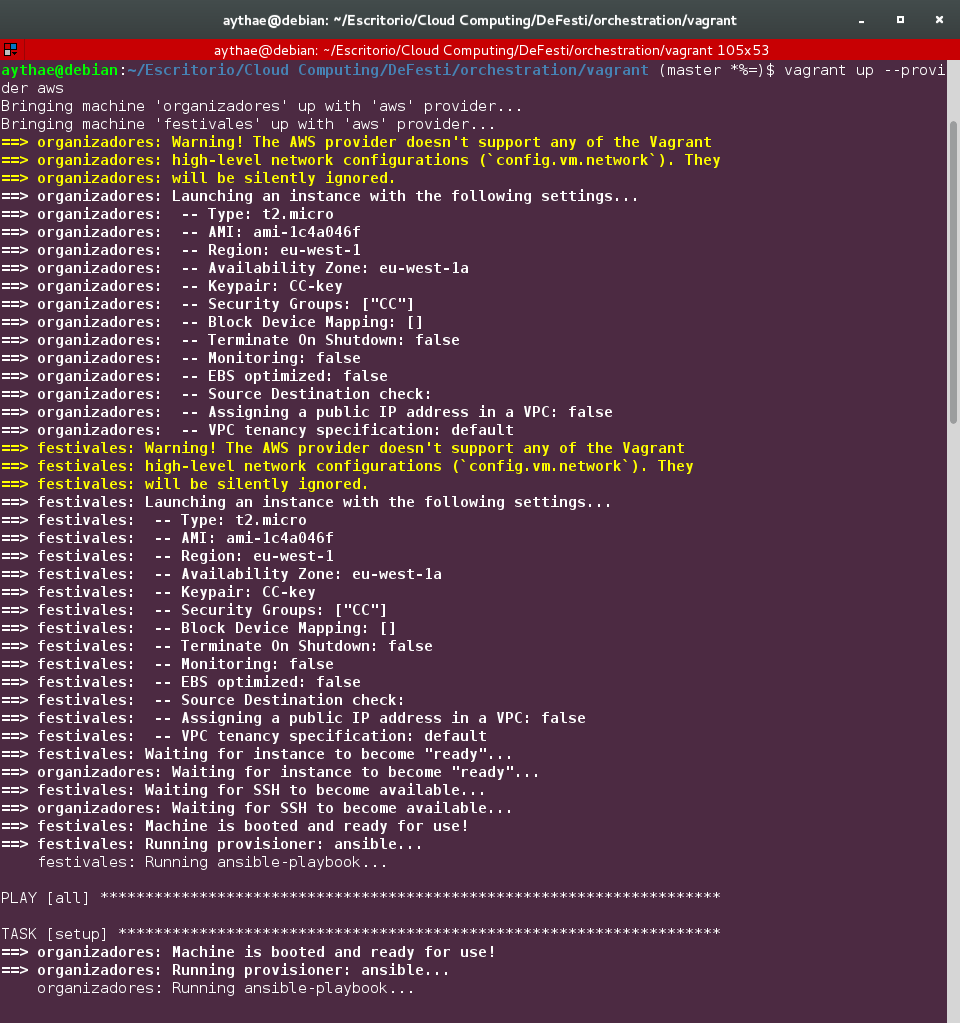 aythae@debian: ~/Escritorio/Cloud Computing/DeFesti/orchestration/vagrant
aythae@debian: ~/Escritorio/Cloud Computing/DeFesti/orchestration/vagrant 105x53
aythae@debian:~/Escritorio/Cloud Computing/DeFesti/orchestration/vagrant (master *%=)$ vagrant up --provi
der aws
Bringing machine 'organizadores' up with 'aws' provider...
Bringing machine 'festivales' up with 'aws' provider...
==> organizadores: Warning! The AWS provider doesn't support any of the Vagrant
==> organizadores: high-level network configurations (`config.vm.network`). They
==> organizadores: will be silently ignored.
==> organizadores: Launching an instance with the following settings...
==> organizadores:  -- Type: t2.micro
==> organizadores:  -- AMI: ami-1c4a046f
==> organizadores:  -- Region: eu-west-1
==> organizadores:  -- Availability Zone: eu-west-1a
==> organizadores:  -- Keypair: CC-key
==> organizadores:  -- Security Groups: ["CC"]
==> organizadores:  -- Block Device Mapping: []
==> organizadores:  -- Terminate On Shutdown: false
==> organizadores:  -- Monitoring: false
==> organizadores:  -- EBS optimized: false
==> organizadores:  -- Source Destination check:
==> organizadores:  -- Assigning a public IP address in a VPC: false
==> organizadores:  -- VPC tenancy specification: default
==> festivales: Warning! The AWS provider doesn't support any of the Vagrant
==> festivales: high-level network configurations (`config.vm.network`). They
==> festivales: will be silently ignored.
==> festivales: Launching an instance with the following settings...
==> festivales:  -- Type: t2.micro
==> festivales:  -- AMI: ami-1c4a046f
==> festivales:  -- Region: eu-west-1
==> festivales:  -- Availability Zone: eu-west-1a
==> festivales:  -- Keypair: CC-key
==> festivales:  -- Security Groups: ["CC"]
==> festivales:  -- Block Device Mapping: []
==> festivales:  -- Terminate On Shutdown: false
==> festivales:  -- Monitoring: false
==> festivales:  -- EBS optimized: false
==> festivales:  -- Source Destination check:
==> festivales:  -- Assigning a public IP address in a VPC: false
==> festivales:  -- VPC tenancy specification: default
==> festivales: Waiting for instance to become "ready"...
==> organizadores: Waiting for instance to become "ready"...
==> festivales: Waiting for SSH to become available...
==> organizadores: Waiting for SSH to become available...
==> festivales: Machine is booted and ready for use!
==> festivales: Running provisioner: ansible...
    festivales: Running ansible-playbook...
PLAY [all] *********************************************************************
TASK [setup] *******************************************************************
==> organizadores: Machine is booted and ready for use!
==> organizadores: Running provisioner: ansible...
    organizadores: Running ansible-playbook...